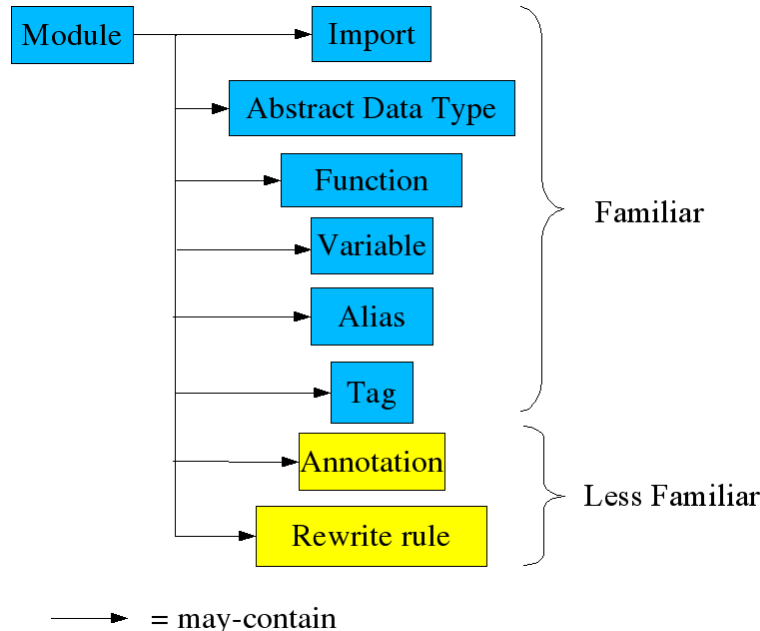 Module
Import
Abstract Data Type
Function
Variable
Alias
Tag
Annotation
Rewrite rule
Familiar
Less Familiar
= may-contain